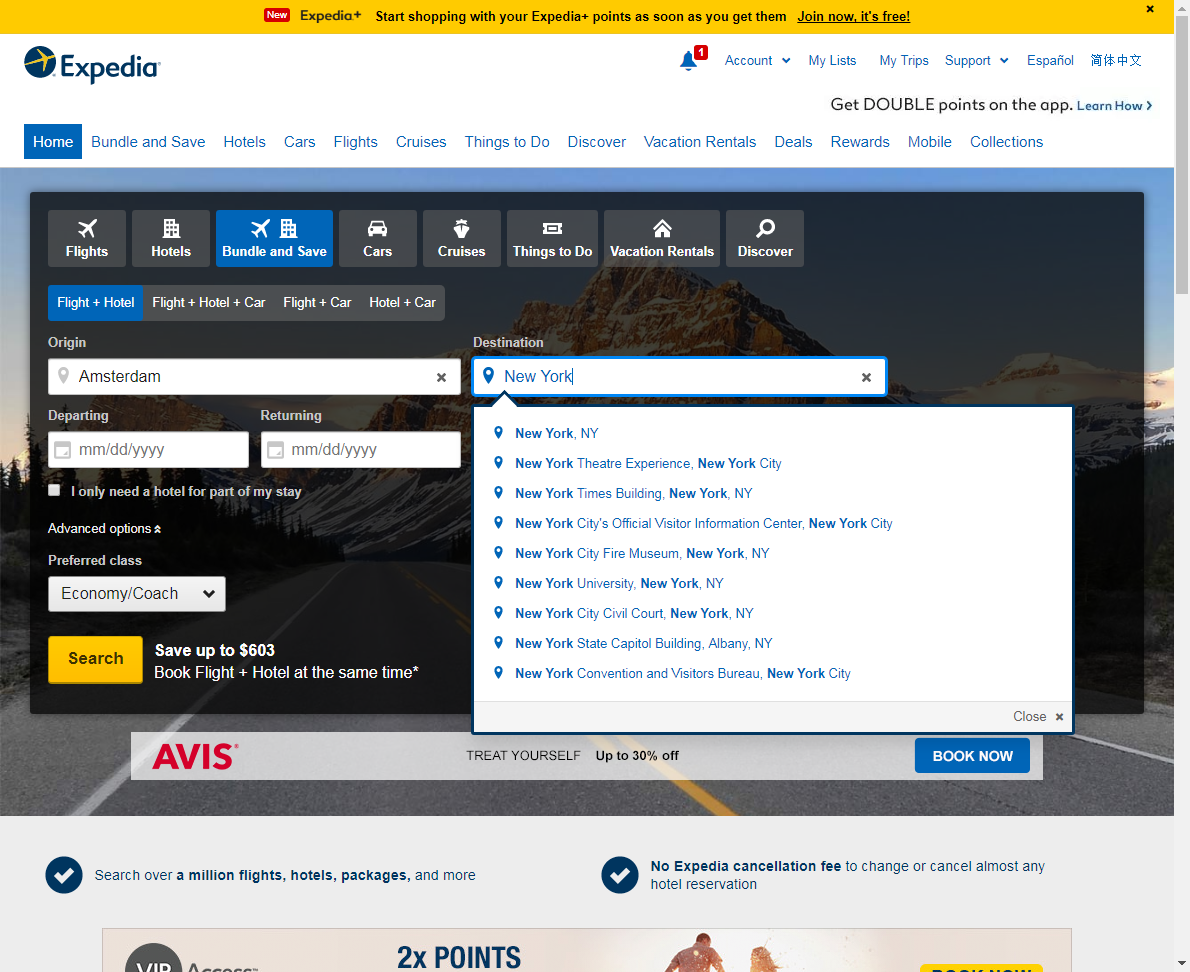 New Expedia+ Start shopping with your Expedia+ points as soon as you get them Join now, it's free!
Expedia
1 Account My Lists My Trips Support Español 简体中文
Get DOUBLE points on the app. Learn How
Home Bundle and Save Hotels Cars Flights Cruises Things to Do Discover Vacation Rentals Deals Rewards Mobile Collections
Flights Hotels Bundle and Save Cars Cruises Things to Do Vacation Rentals Discover
Flight + Hotel Flight + Hotel + Car Flight + Car Hotel + Car
Origin Destination
Amsterdam New York
Departing Returning
mm/dd/yyyy mm/dd/yyyy
I only need a hotel for part of my stay
Advanced options
Preferred class
Economy/Coach
Search
Save up to $603
Book Flight + Hotel at the same time*
New York, NY
New York Theatre Experience, New York City
New York Times Building, New York, NY
New York City's Official Visitor Information Center, New York City
New York City Fire Museum, New York, NY
New York University, New York, NY
New York City Civil Court, New York, NY
New York State Capitol Building, Albany, NY
New York Convention and Visitors Bureau, New York City
Close
AVIS TREAT YOURSELF Up to 30% off BOOK NOW
Search over a million flights, hotels, packages, and more
No Expedia cancellation fee to change or cancel almost any
hotel reservation
VIP Access 2x POINTS
BOOK NOW